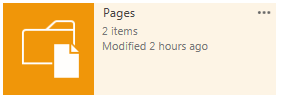 Pages
2 items
Modified 2 hours ago